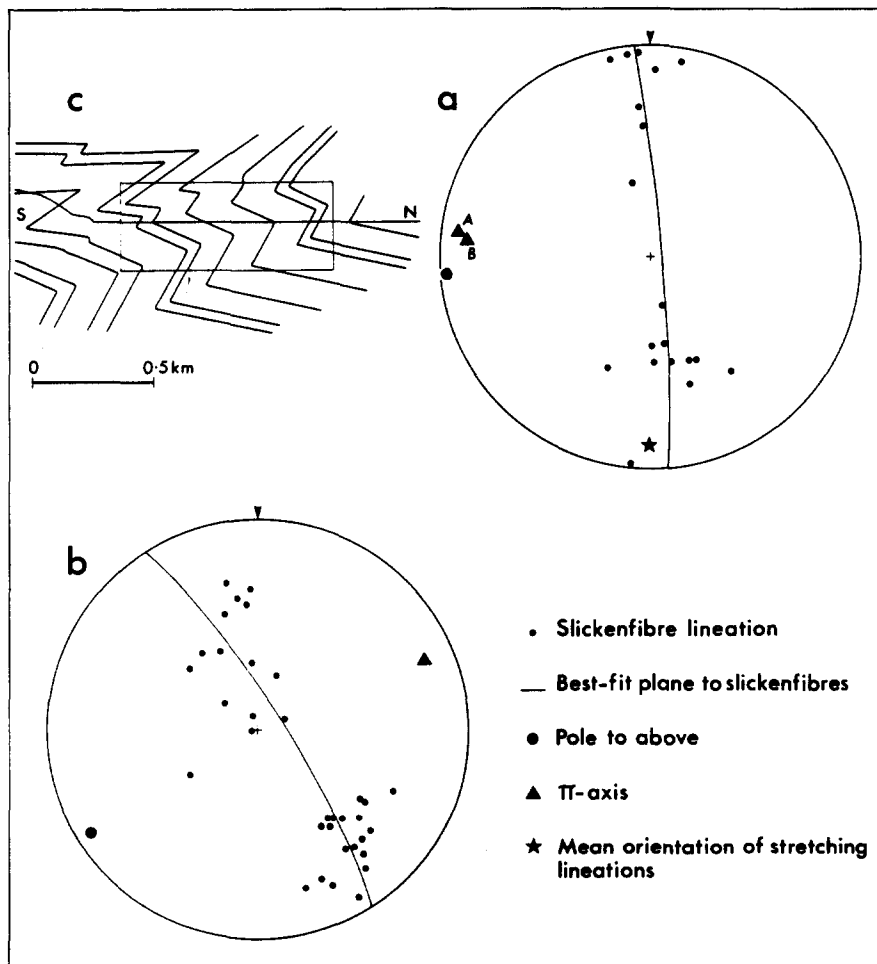 c
a
S
N
A
B
0 0·5km
b
Slickenfibre lineation
Best-fit plane to slickenfibres
Pole to above
π-axis
Mean orientation of stretching
lineations